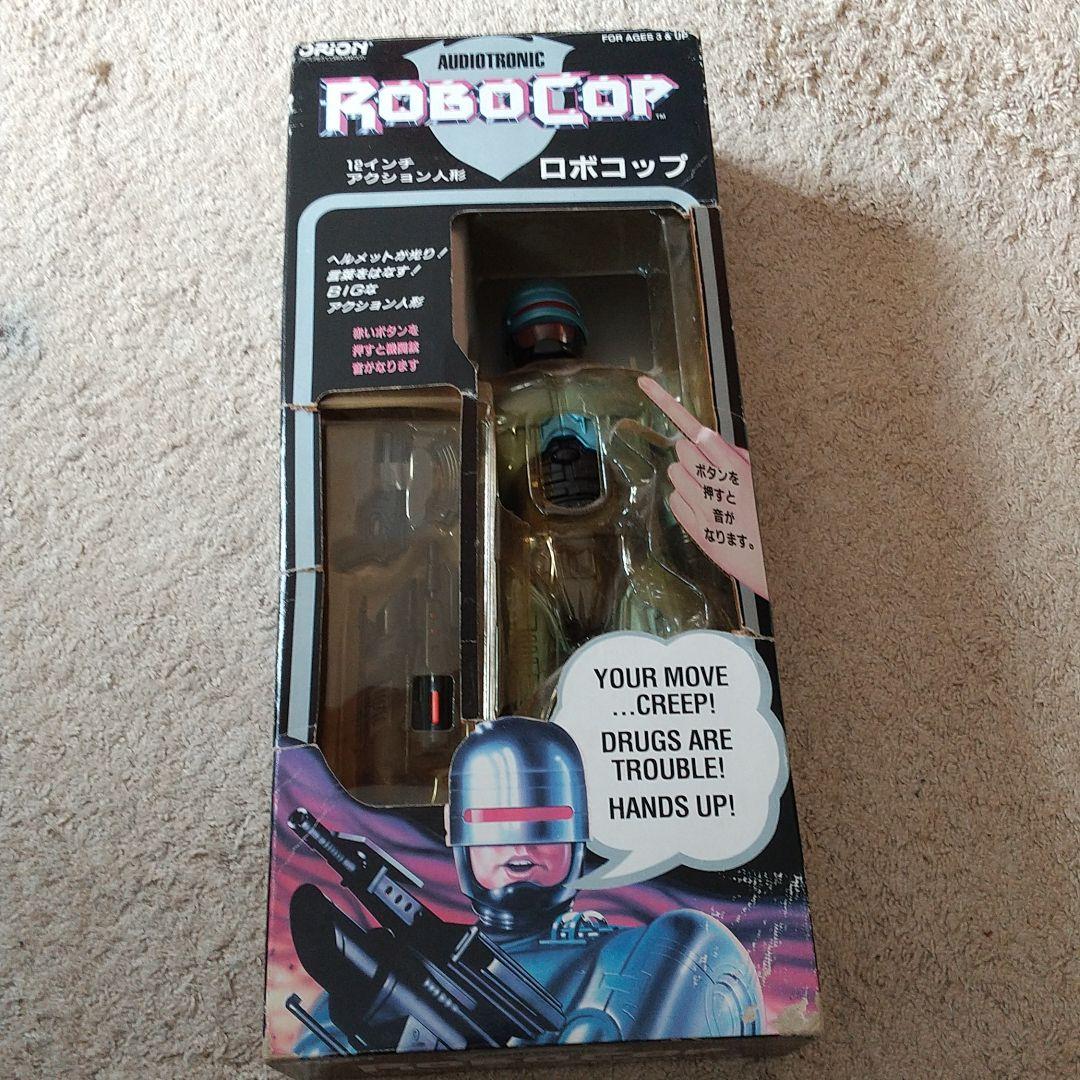 ORION
FOR AGES 3 & UP
AUDIOTRONIC
ROBOCOP
TM
12インチ
アクション人形
ロボコップ
ヘルメットが光り!
言葉をはなす!
BIGな
アクション人形
赤いボタンを
押すと機関銃
音がなります
ボタンを
押すと
音が
なります。
YOUR MOVE
...CREEP!
DRUGS ARE
TROUBLE!
HANDS UP!
ROBOCOP